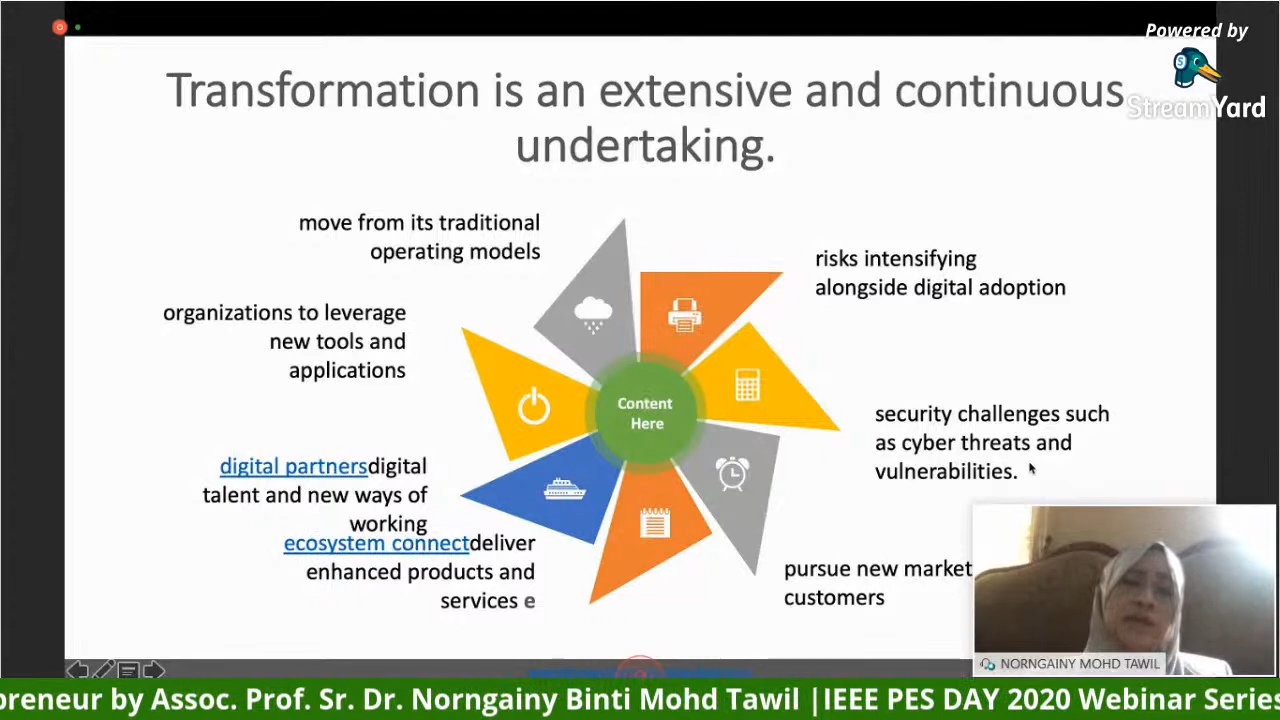 Powered by
StreamYard
Transformation is an extensive and continuous
undertaking.
move from its traditional
operating models
risks intensifying
alongside digital adoption
organizations to leverage
new tools and
applications
Content
Here
security challenges such
as cyber threats and
vulnerabilities.
digital partnersdigital
talent and new ways of
working
ecosystem connectdeliver
enhanced products and
services e
pursue new market
customers
NORNGAINY MOHD TAWIL
preneur by Assoc. Prof. Sr. Dr. Norngainy Binti Mohd Tawil |IEEE PES DAY 2020 Webinar Series